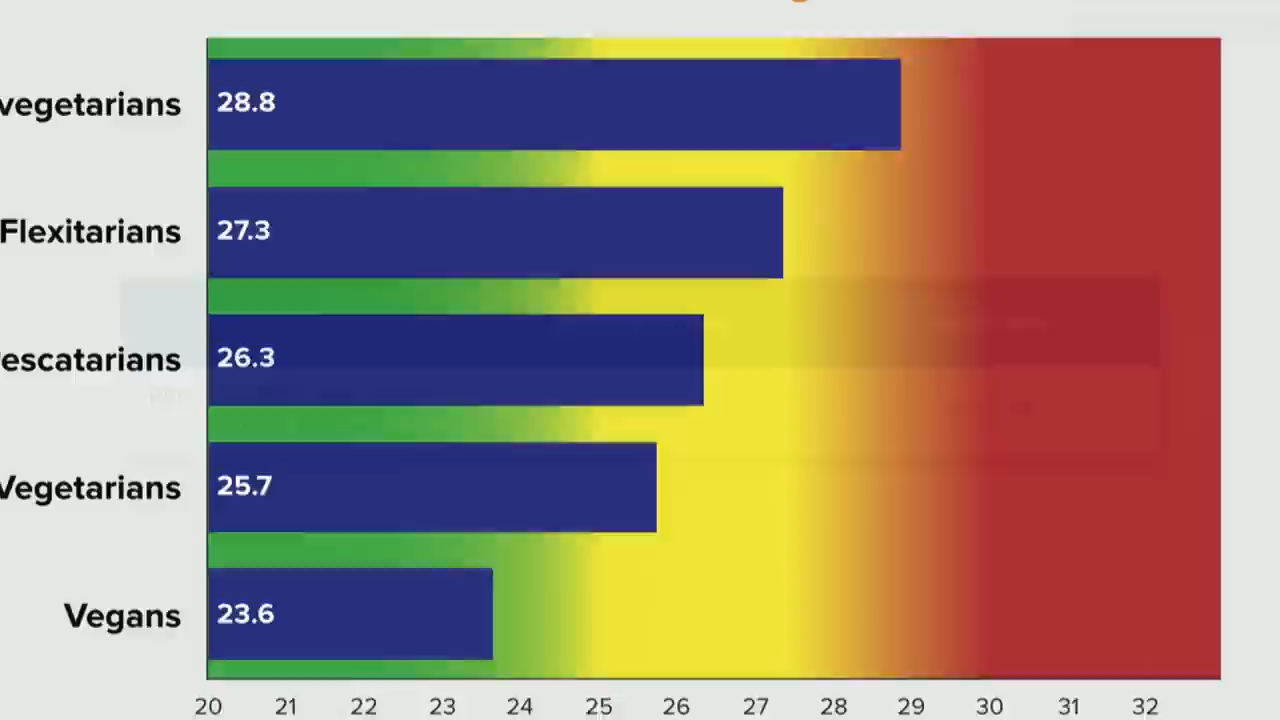 vegetarians 28.8
Flexitarians 27.3
escatarians 26.3
Vegetarians 25.7
Vegans 23.6
20 21 22 23 24 25 26 27 28 29 30 31 32